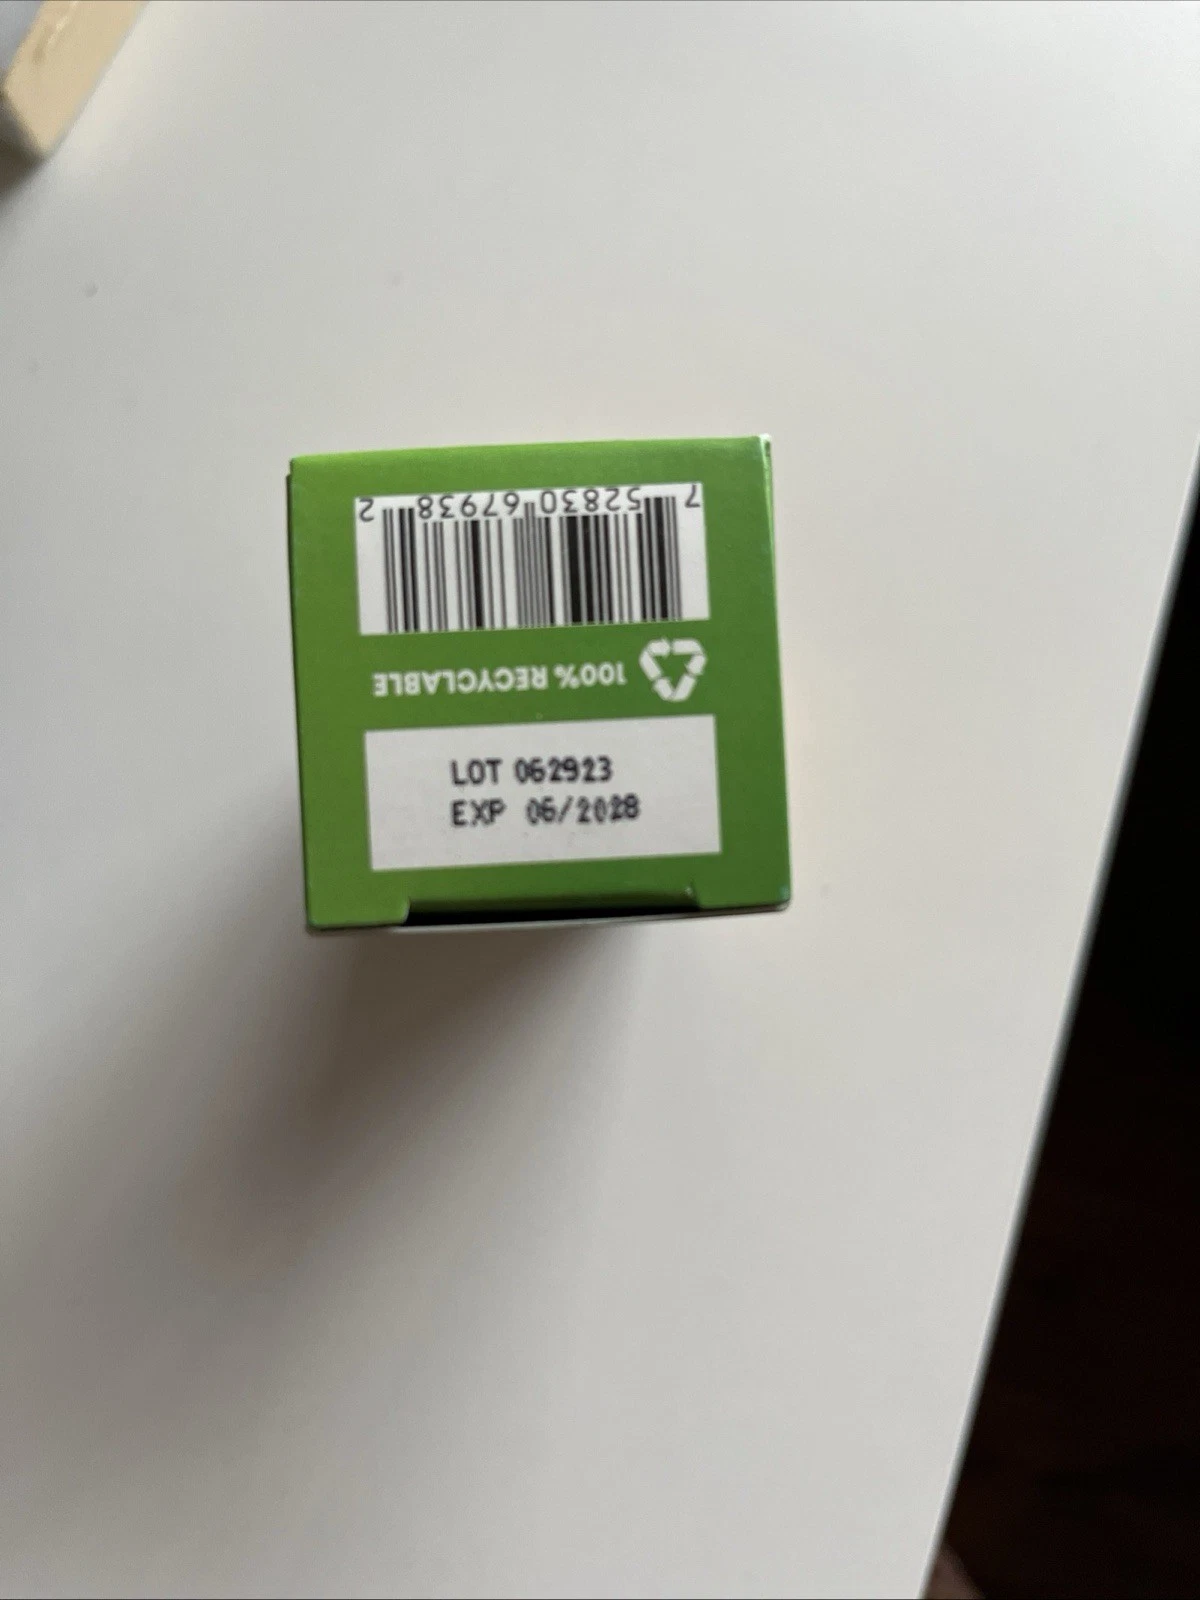 7 52830 67938 2
100% RECYCLABLE
LOT 062923
EXP 06/2028